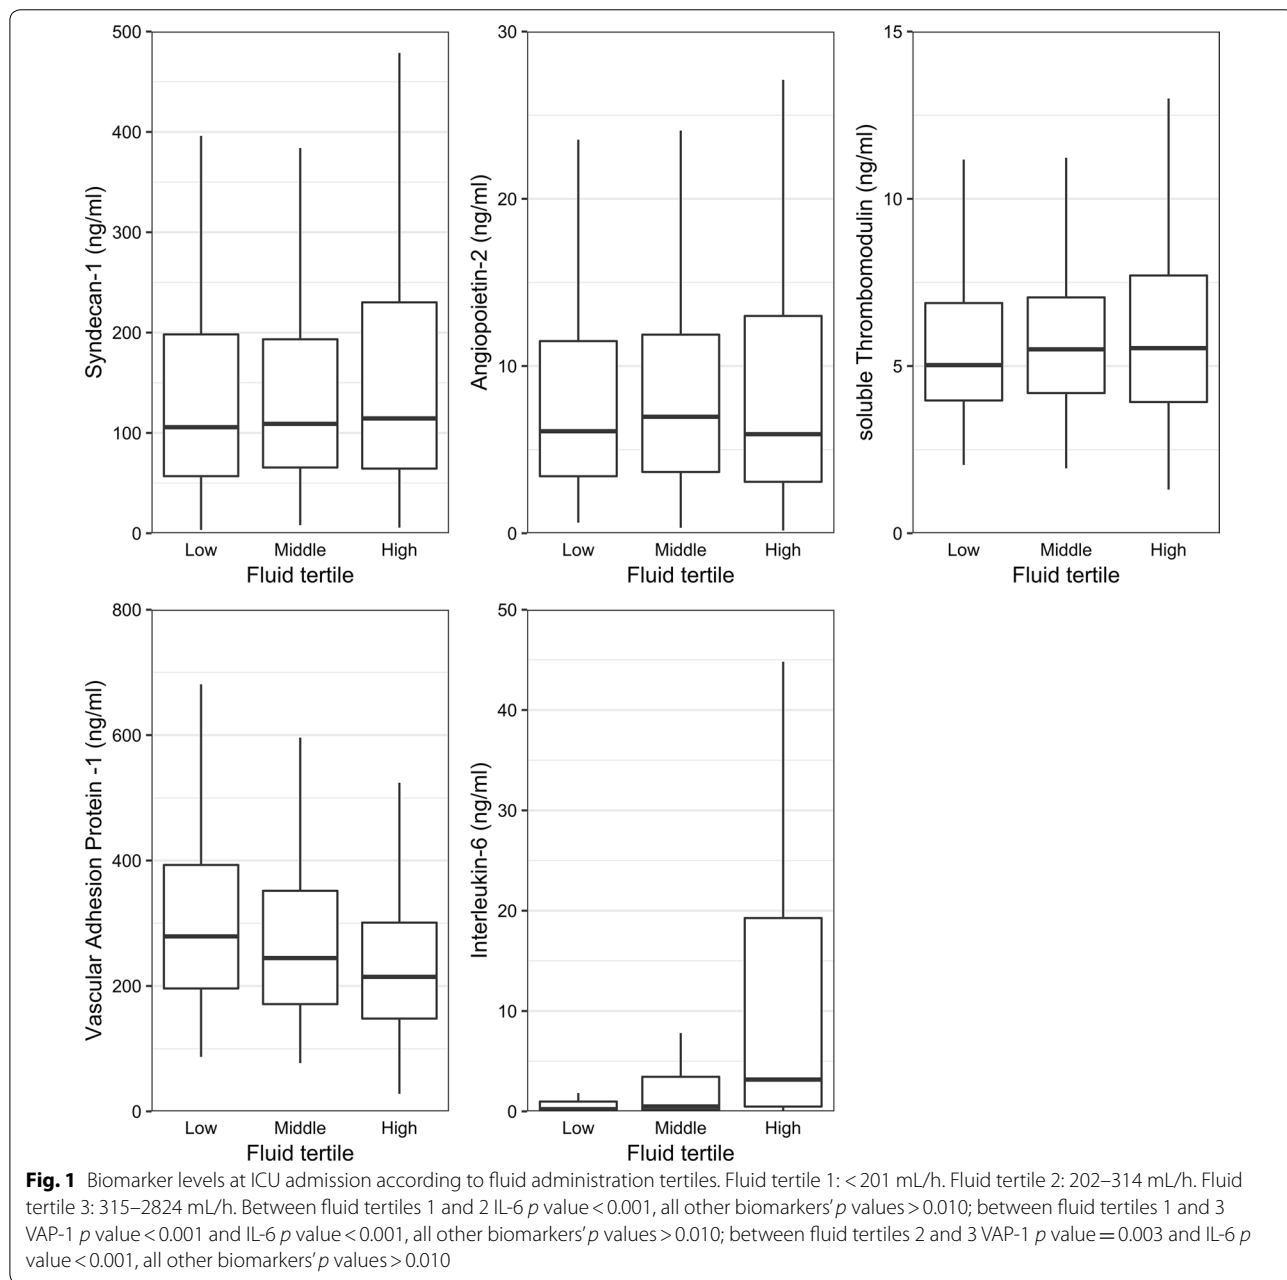 500
400
300
200
100
0
Syndecan-1 (ng/ml)
Low Middle High
Fluid tertile
30
20
10
0
Angiopoietin-2 (ng/ml)
Low Middle High
Fluid tertile
15
10
5
0
soluble Thrombomodulin (ng/ml)
Low Middle High
Fluid tertile
800
600
400
200
0
Vascular Adhesion Protein -1 (ng/ml)
Low Middle High
Fluid tertile
50
40
30
20
10
0
Interleukin-6 (ng/ml)
Low Middle High
Fluid tertile
Fig. 1 Biomarker levels at ICU admission according to fluid administration tertiles. Fluid tertile 1: < 201 mL/h. Fluid tertile 2: 202–314 mL/h. Fluid
tertile 3: 315–2824 mL/h. Between fluid tertiles 1 and 2 IL-6 p value < 0.001, all other biomarkers’ p values > 0.010; between fluid tertiles 1 and 3
VAP-1 p value < 0.001 and IL-6 p value < 0.001, all other biomarkers’ p values > 0.010; between fluid tertiles 2 and 3 VAP-1 p value = 0.003 and IL-6 p
value < 0.001, all other biomarkers’ p values > 0.010